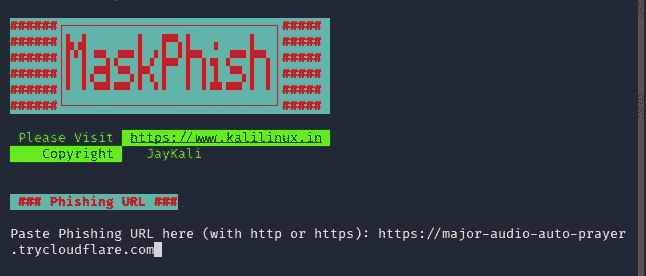 ###### MaskPhish #####
######           #####
######           #####
######           #####
######           #####
######           #####
Please Visit https://www.kalilinux.in
Copyright JayKali
### Phishing URL ###
Paste Phishing URL here (with http or https): https://major-audio-auto-prayer
.trycloudflare.com